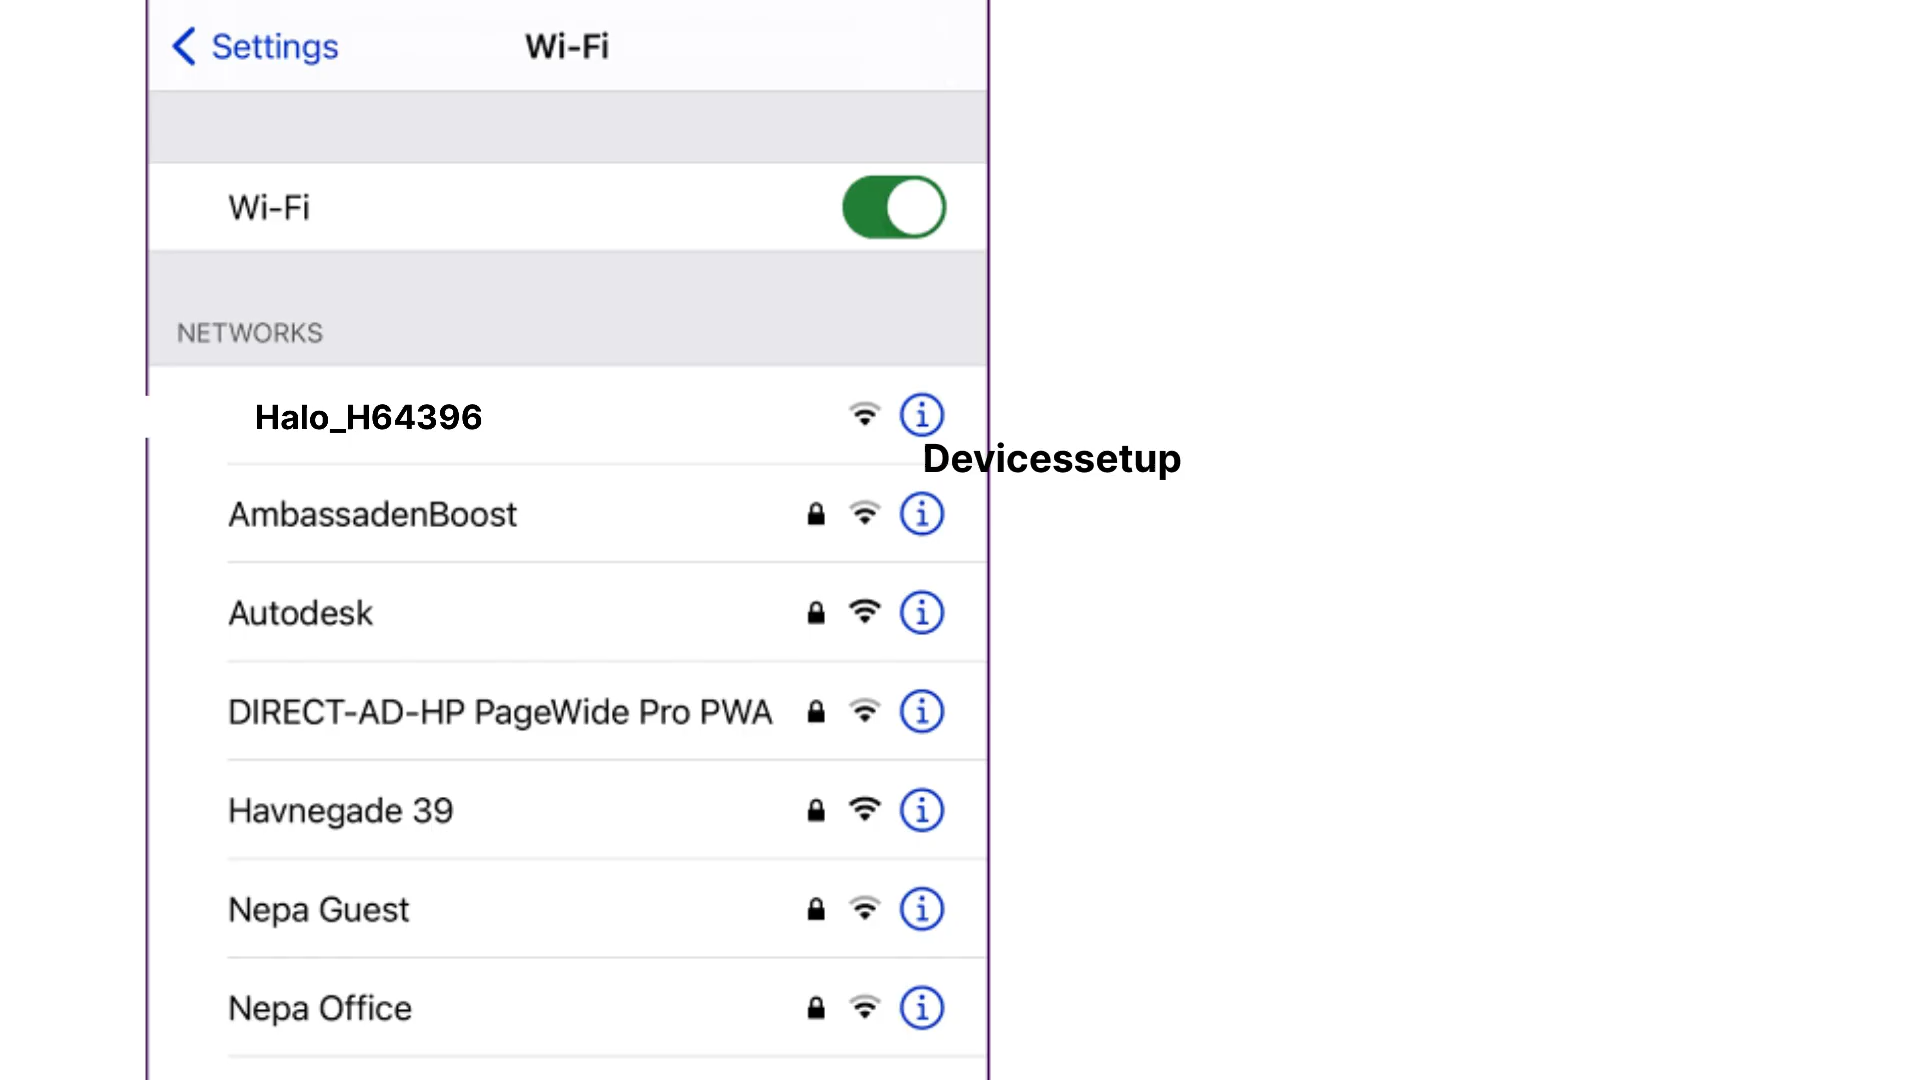 Settings
Wi-Fi
Wi-Fi
NETWORKS
Halo_H64396
Devicessetup
AmbassadenBoost
Autodesk
DIRECT-AD-HP PageWide Pro PWA
Havnegade 39
Nepa Guest
Nepa Office